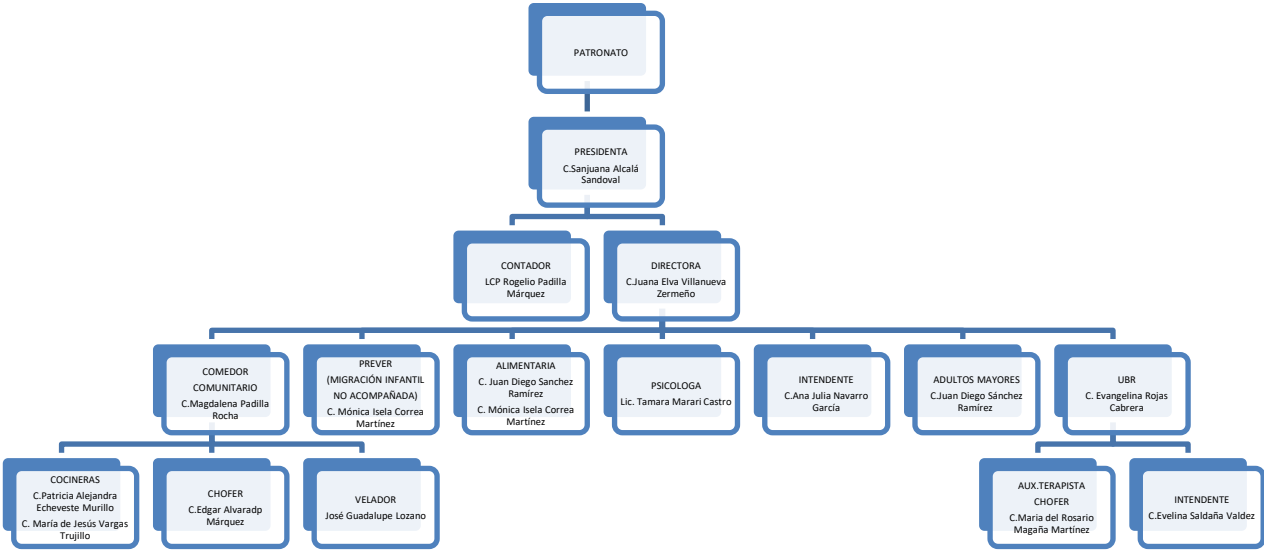 PATRONATO
PRESIDENTA
C.Sanjuana Alcalá
Sandoval
CONTADOR
LCP Rogelio Padilla
Márquez
DIRECTORA
C.Juana Elva Villanueva
Zermeño
COMEDOR
COMUNITARIO
C.Magdalena Padilla
Rocha
PREVER
(MIGRACIÓN INFANTIL
NO ACOMPAÑADA)
C. Mónica Isela Correa
Martínez
ALIMENTARIA
C. Juan Diego Sanchez
Ramírez
C. Mónica Isela Correa
Martínez
PSICOLOGA
Lic. Tamara Marari Castro
INTENDENTE
C.Ana Julia Navarro
García
ADULTOS MAYORES
C.Juan Diego Sánchez
Ramírez
UBR
C. Evangelina Rojas
Cabrera
COCINERAS
C.Patricia Alejandra
Echeveste Murillo
C. María de Jesús Vargas
Trujillo
CHOFER
C.Edgar Alvaradp
Márquez
VELADOR
José Guadalupe Lozano
AUX.TERAPISTA
CHOFER
C.Maria del Rosario
Magaña Martínez
INTENDENTE
C.Evelina Saldaña Valdez